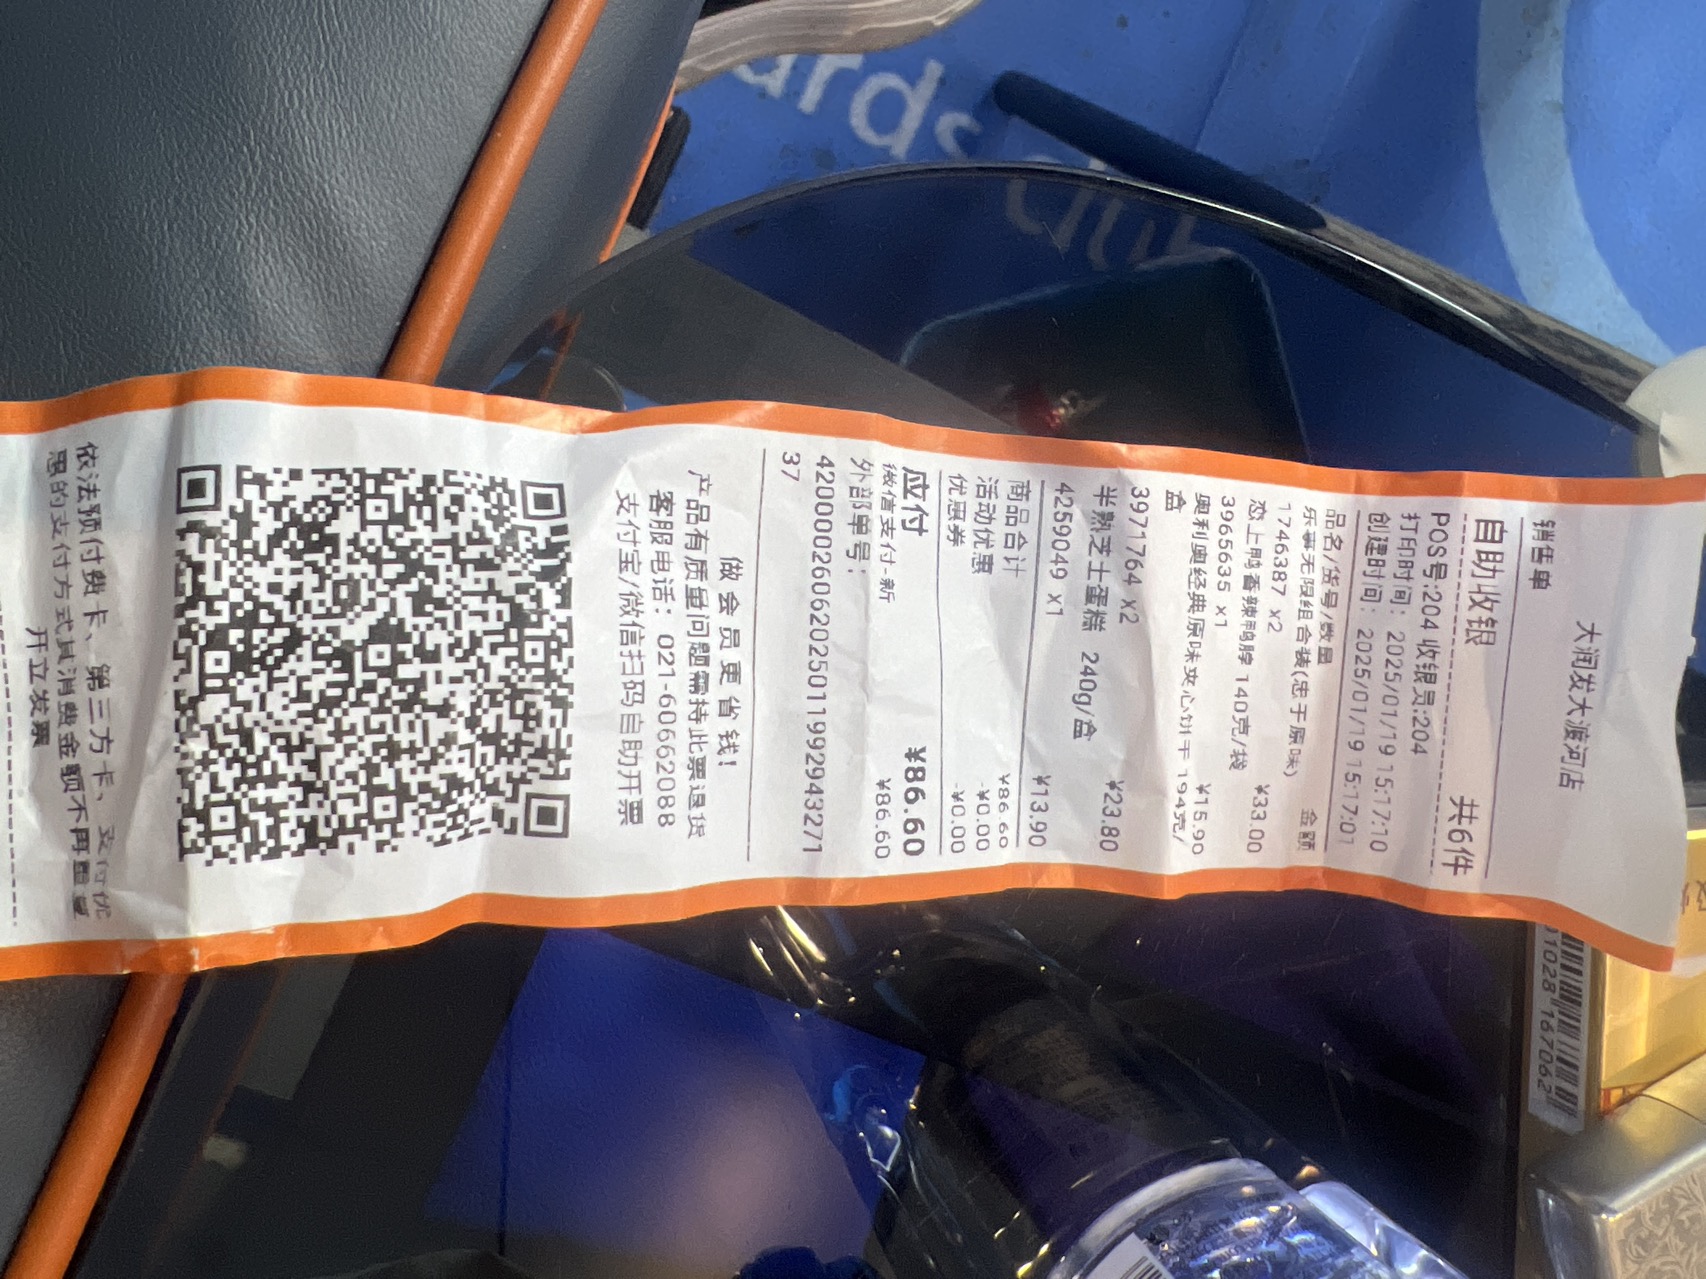 大润发大渡河店
销售单
自助收银 共6件
POS号:204 收银员:204
打印时间: 2025/01/19 15:17:10
创建时间: 2025/01/19 15:17:01
品名/货号/数量 金额
乐事无限组合装(忠于原味)
1746387 x2 ¥33.00
恋上鸭香辣鸭脖 140克/袋
3965635 x1 ¥15.90
奥利奥经典原味夹心饼干 194克/
盒
3971764 x2 ¥23.80
半熟芝士蛋糕 240g/盒
4259049 x1 ¥13.90
商品合计 ¥86.60
活动优惠 -¥0.00
优惠券 -¥0.00
应付 ¥86.60
微信支付-新 ¥86.60
外部单号:
42000026062025011992943271
37
做会员更省钱!
产品有质量问题需持此票退货
客服电话: 021-60662088
支付宝/微信扫码自助开票
依法预付费卡、第三方卡、支付优
惠的支付方式其消费金额不再重复
开立发票
ards club
31028 167062